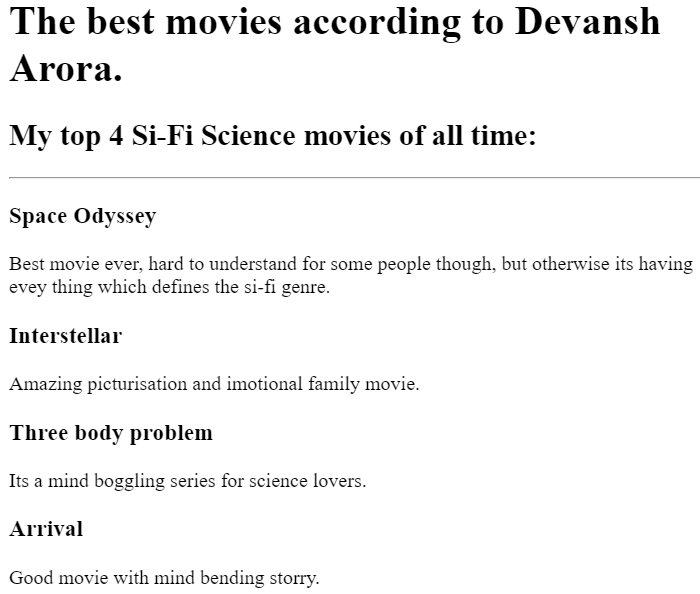 The best movies according to Devansh
Arora.
My top 4 Si-Fi Science movies of all time:
Space Odyssey
Best movie ever, hard to understand for some people though, but otherwise its having
evey thing which defines the si-fi genre.
Interstellar
Amazing picturisation and imotional family movie.
Three body problem
Its a mind boggling series for science lovers.
Arrival
Good movie with mind bending storry.